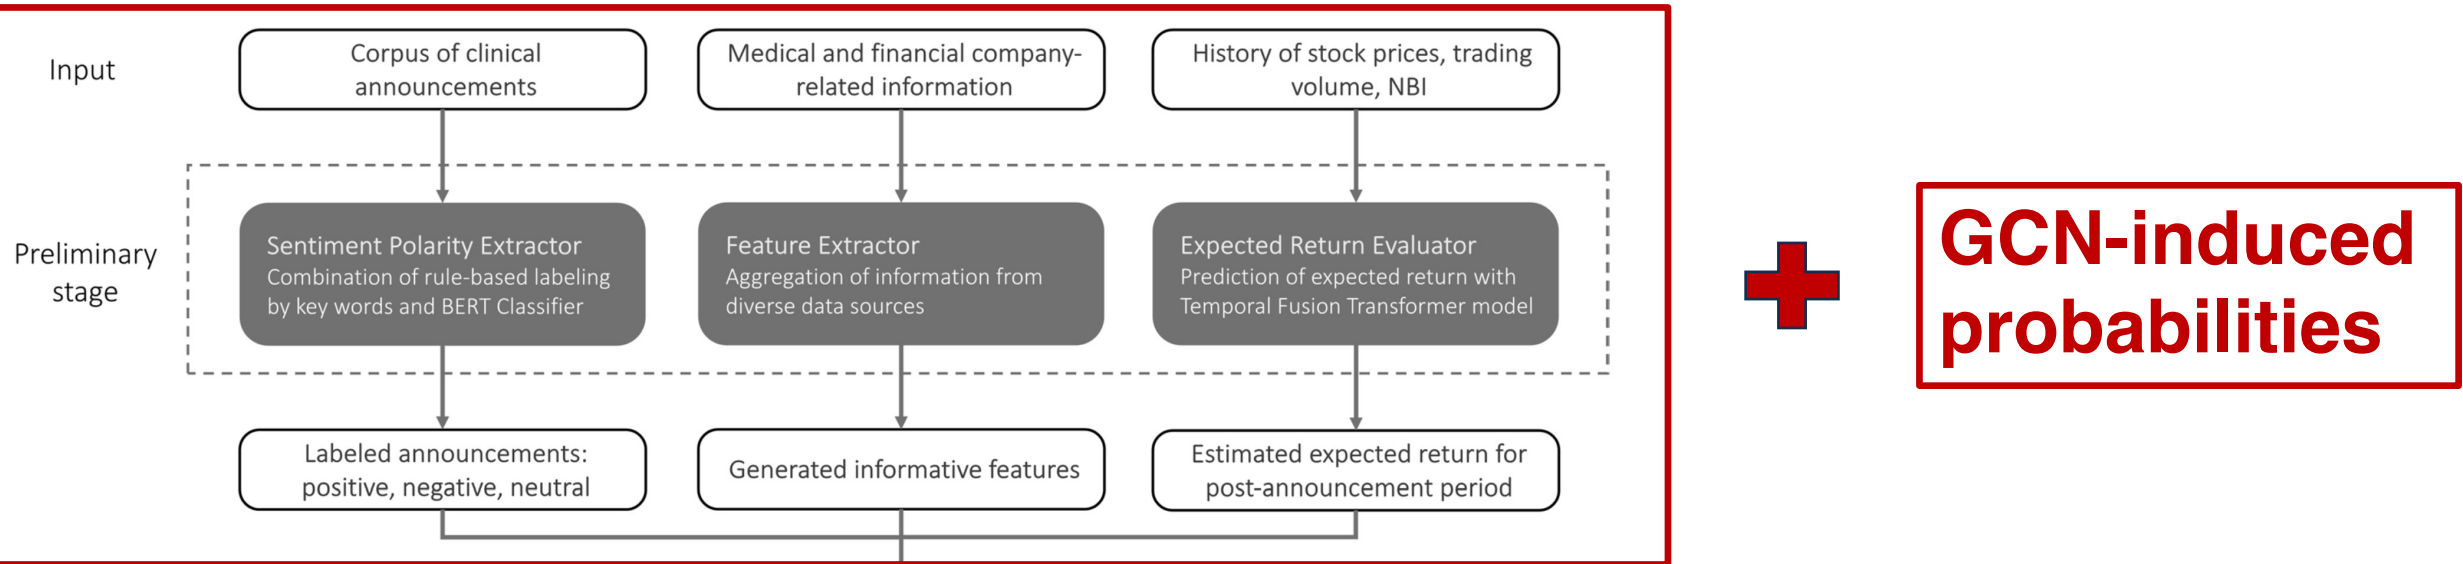 Input
Corpus of clinical
announcements
Medical and financial company-
related information
History of stock prices, trading
volume, NBI
Preliminary
stage
Sentiment Polarity Extractor
Combination of rule-based labeling
by key words and BERT Classifier
Feature Extractor
Aggregation of information from
diverse data sources
Expected Return Evaluator
Prediction of expected return with
Temporal Fusion Transformer model
Labeled announcements:
positive, negative, neutral
Generated informative features
Estimated expected return for
post-announcement period
GCN-induced
probabilities